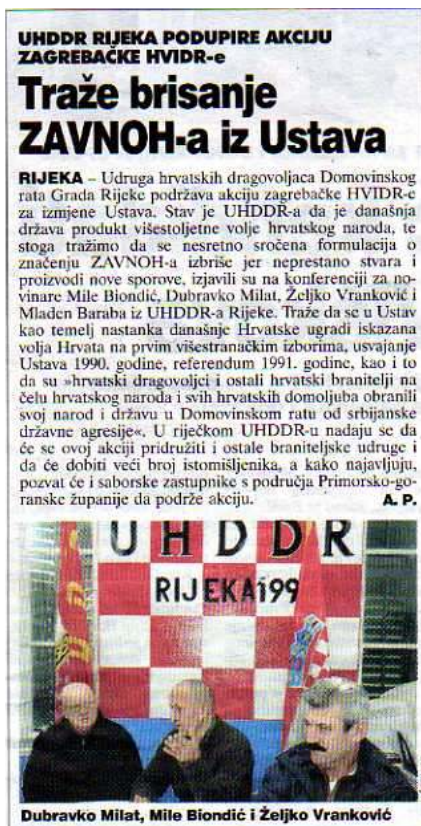 UHDDR RIJEKA PODUPIRE AKCIJU
ZAGREBAČKE HVIDR-e
Traže brisanje
ZAVNOH-a iz Ustava
RIJEKA – Udruga hrvatskih dragovoljaca Domovinskog
rata Grada Rijeke podržava akciju zagrebačke HVIDR-e
za izmjene Ustava. Stav je UHDDR-a da je današnja
država produkt višestoljetne volje hrvatskog naroda, te
stoga tražimo da se nesretno sročena formulacija o
značenju ZAVNOH-a izbriše jer neprestano stvara i
proizvodi nove sporove, izjavili su na konferenciji za no-
vinare Mile Biondić, Dubravko Milat, Željko Vranković i
Mladen Baraba iz UHDDR-a Rijeke. Traže da se u Ustav
kao temelj nastanka današnje Hrvatske ugradi iskazana
volja Hrvata na prvim višestranačkim izborima, usvajanje
Ustava 1990. godine, referendum 1991. godine, kao i to
da su »hrvatski dragovoljci i ostali hrvatski branitelji na
čelu hrvatskog naroda i svih hrvatskih domoljuba obranili
svoj narod i državu u Domovinskom ratu od srbijanske
državne agresije«. U riječkom UHDDR-u nadaju se da
će se ovoj akciji pridružiti i ostale braniteljske udruge i
da će dobiti veći broj istomišljenika, a kako najavljuju,
pozvat će i saborske zastupnike s područja Primorsko-go-
ranske županije da podrže akciju. A. P.
UHDDR
RIJEKA 199
Dubravko Milat, Mile Biondić i Željko Vranković